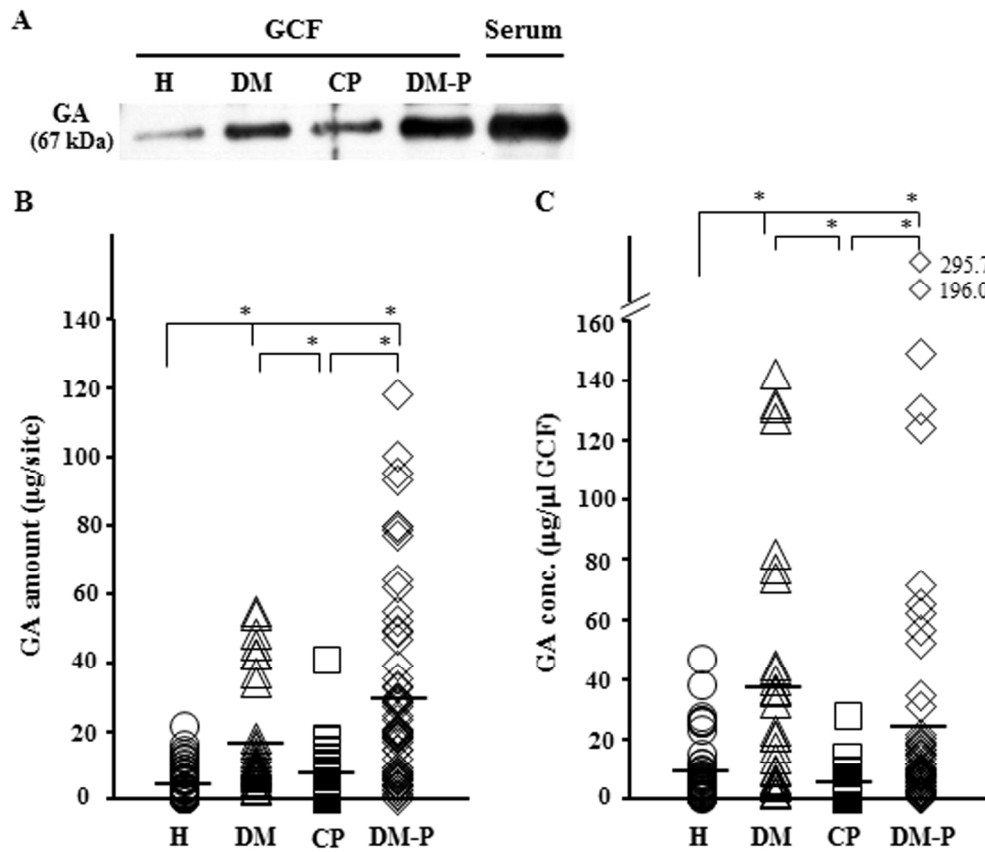 A
GCF Serum
H DM CP DM-P
GA
(67 kDa)
B
GA amount (µg/site)
140
120
100
80
60
40
20
0
* *
* *
H DM CP DM-P
C
GA conc. (µg/µl GCF)
160
140
120
100
80
60
40
20
0
* *
* *
295.7
196.0
H DM CP DM-P